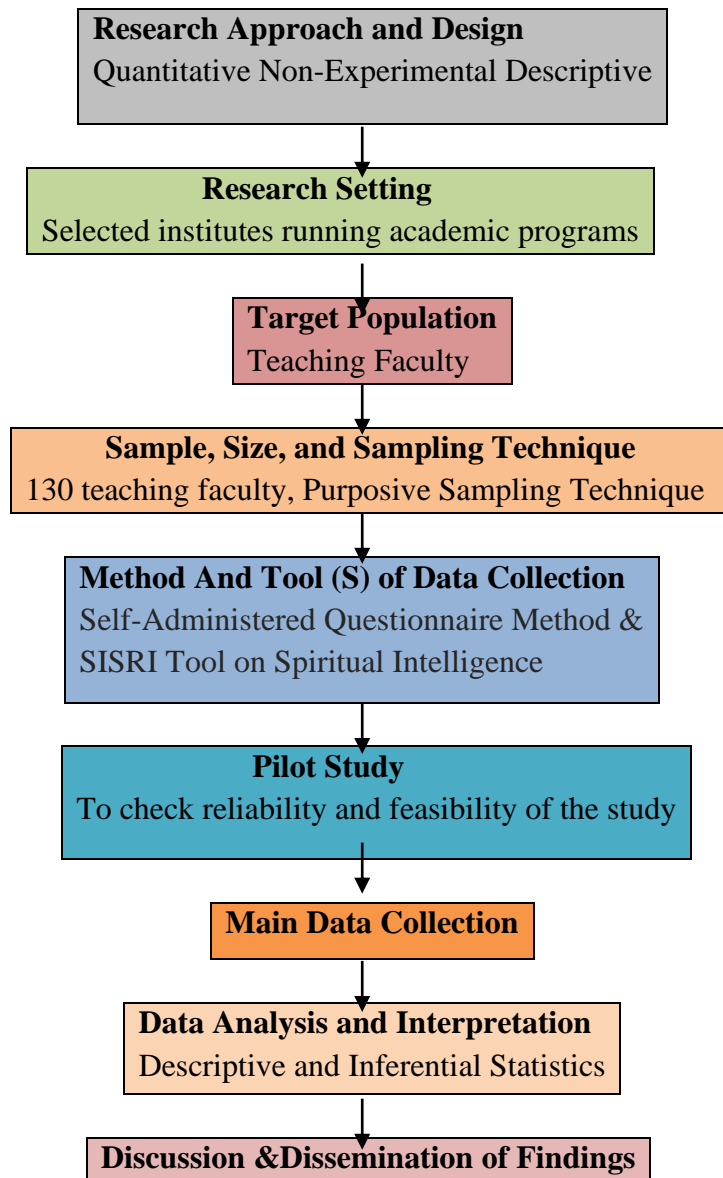 Research Approach and Design
Quantitative Non-Experimental Descriptive
Research Setting
Selected institutes running academic programs
Target Population
Teaching Faculty
Sample, Size, and Sampling Technique
130 teaching faculty, Purposive Sampling Technique
Method And Tool (S) of Data Collection
Self-Administered Questionnaire Method &
SISRI Tool on Spiritual Intelligence
Pilot Study
To check reliability and feasibility of the study
Main Data Collection
Data Analysis and Interpretation
Descriptive and Inferential Statistics
Discussion &Dissemination of Findings